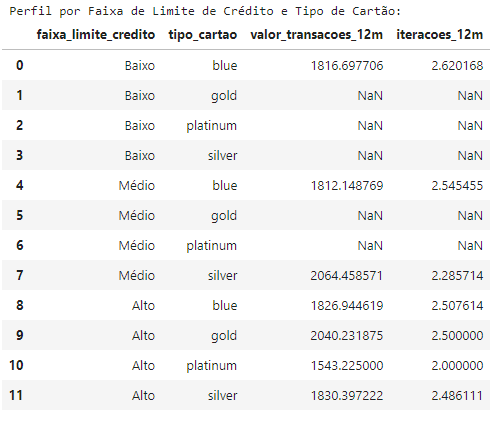 Perfil por Faixa de Limite de Crédito e Tipo de Cartão:
faixa_limite_credito tipo_cartao valor_transacoes_12m iteracoes_12m
0 Baixo blue 1816.697706 2.620168
1 Baixo gold NaN NaN
2 Baixo platinum NaN NaN
3 Baixo silver NaN NaN
4 Médio blue 1812.148769 2.545455
5 Médio gold NaN NaN
6 Médio platinum NaN NaN
7 Médio silver 2064.458571 2.285714
8 Alto blue 1826.944619 2.507614
9 Alto gold 2040.231875 2.500000
10 Alto platinum 1543.225000 2.000000
11 Alto silver 1830.397222 2.486111